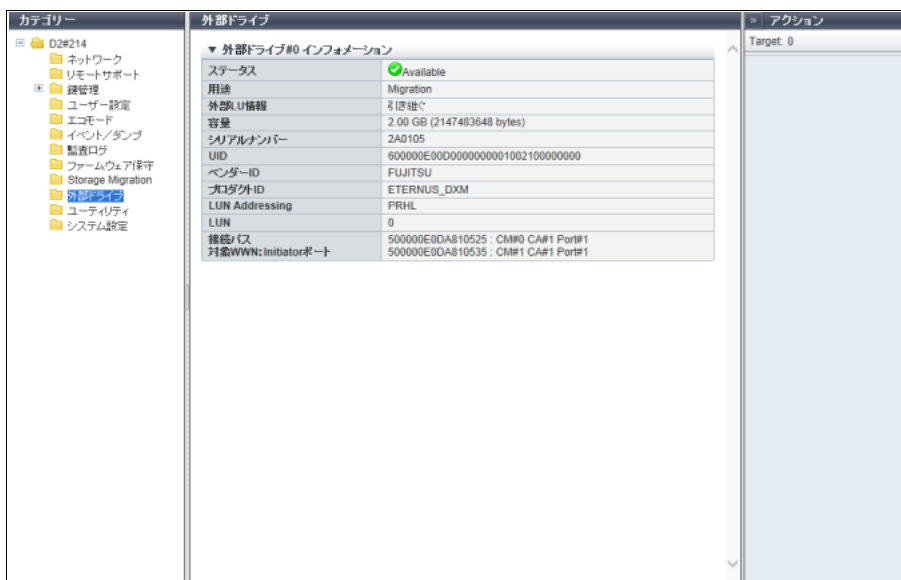 カテゴリー
D2#214
ネットワーク
リモートサポート
鍵管理
ユーザー設定
エコモード
イベント/ダンプ
監査ログ
ファームウェア保守
Storage Migration
外部ドライブ
ユーティリティ
システム設定
外部ドライブ
▼ 外部ドライブ#0 インフォメーション
ステータス Available
用途 Migration
外部LU情報 引き継ぐ
容量 2.00 GB (2147483648 bytes)
シリアルナンバー 2A0105
UID 600000E00D0000000001002100000000
ベンダーID FUJITSU
プロダクトID ETERNUS_DXM
LUN Addressing PRHL
LUN 0
接続パス 500000E0DA810525 : CM#0 CA#1 Port#1
対象WWN:Initiatorポート 500000E0DA810535 : CM#1 CA#1 Port#1
» アクション
Target: 0